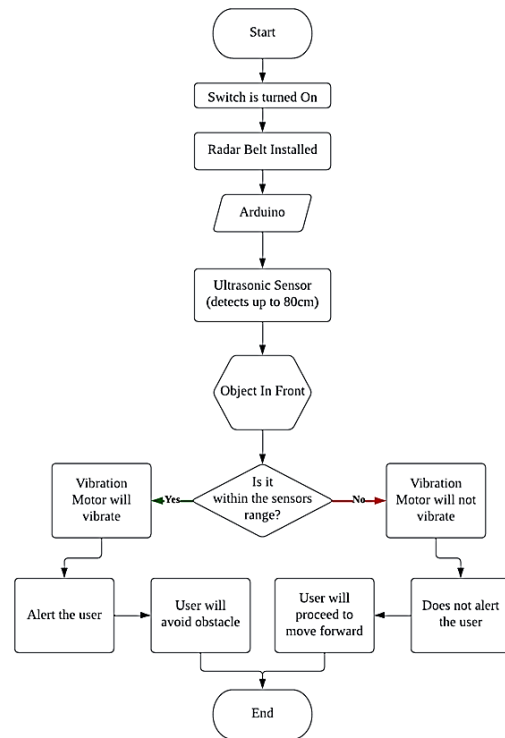 Start
Switch is turned On
Radar Belt Installed
Arduino
Ultrasonic Sensor
(detects up to 80cm)
Object In Front
Is it
within the sensors
range?
Yes
No
Vibration
Motor will
vibrate
Vibration
Motor will not
vibrate
Alert the user
User will
avoid obstacle
User will
proceed to
move forward
Does not alert
the user
End